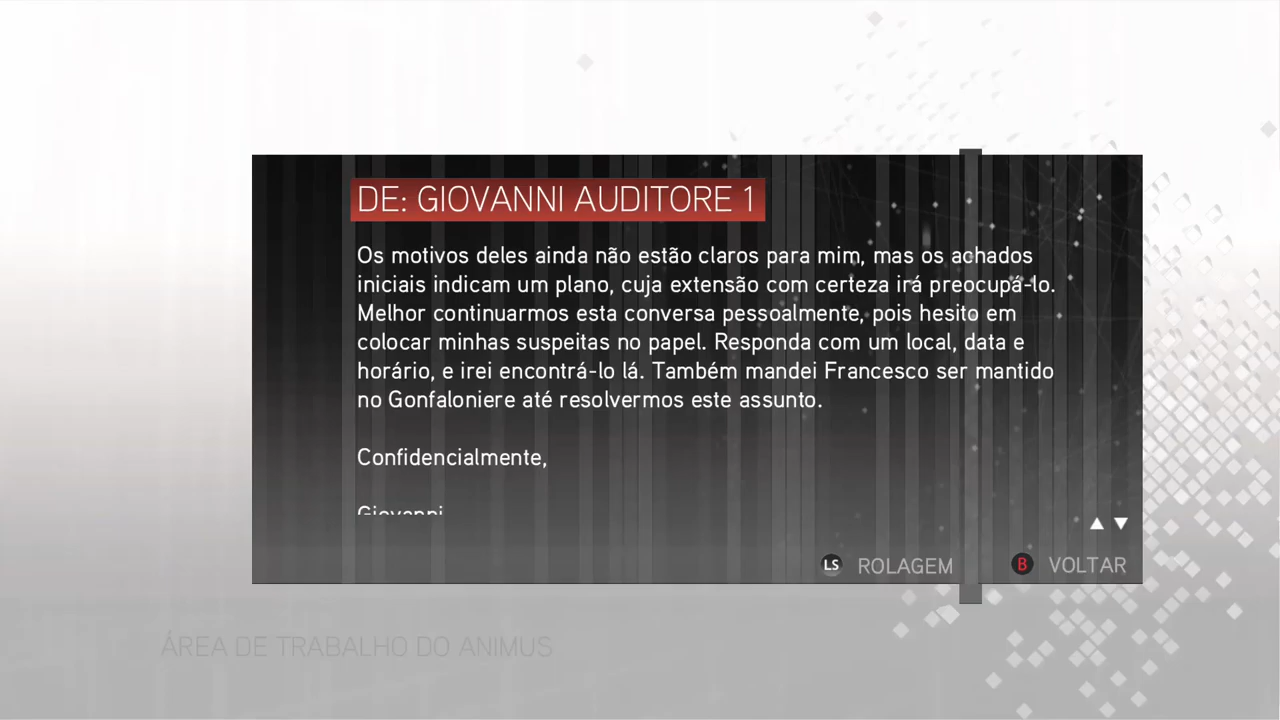 DE: GIOVANNI AUDITORE 1
Os motivos deles ainda não estão claros para mim, mas os achados
iniciais indicam um plano, cuja extensão com certeza irá preocupá-lo.
Melhor continuarmos esta conversa pessoalmente, pois hesito em
colocar minhas suspeitas no papel. Responda com um local, data e
horário, e irei encontrá-lo lá. Também mandei Francesco ser mantido
no Gonfaloniere até resolvermos este assunto.
Confidencialmente,
Giovanni
LS ROLAGEM B VOLTAR
ÁREA DE TRABALHO DO ANIMUS